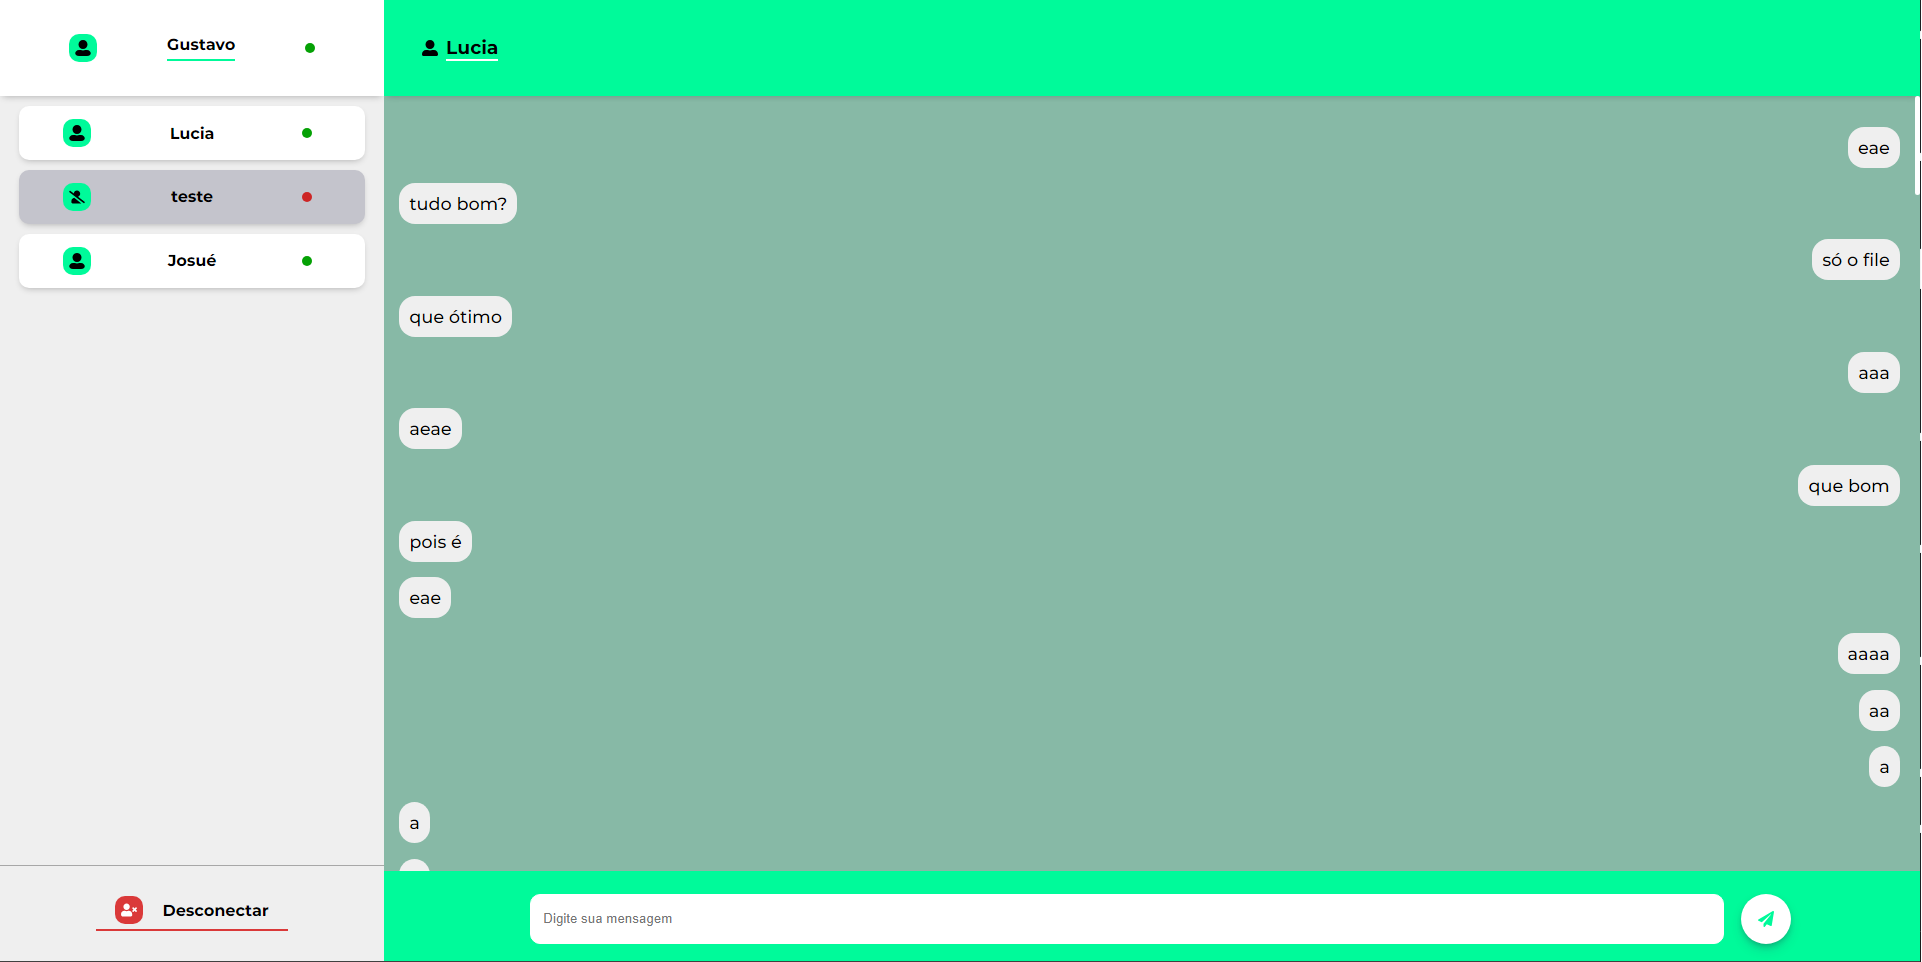 Gustavo
Lucia
teste
Josué
Desconectar
Lucia
eae
tudo bom?
só o file
que ótimo
aaa
aeae
que bom
pois é
eae
aaaa
aa
a
a
Digite sua mensagem